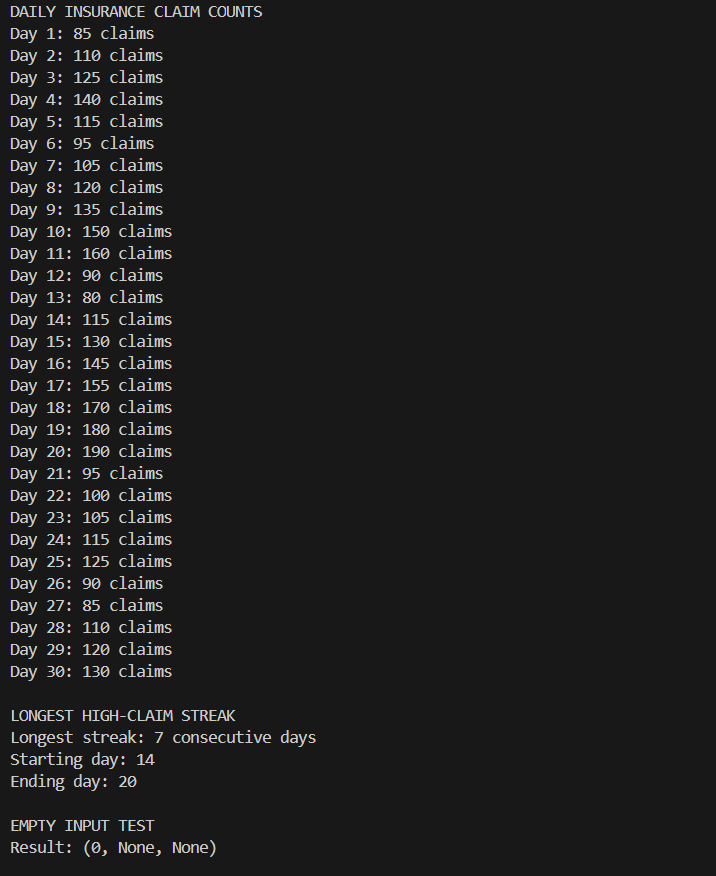 DAILY INSURANCE CLAIM COUNTS
Day 1: 85 claims
Day 2: 110 claims
Day 3: 125 claims
Day 4: 140 claims
Day 5: 115 claims
Day 6: 95 claims
Day 7: 105 claims
Day 8: 120 claims
Day 9: 135 claims
Day 10: 150 claims
Day 11: 160 claims
Day 12: 90 claims
Day 13: 80 claims
Day 14: 115 claims
Day 15: 130 claims
Day 16: 145 claims
Day 17: 155 claims
Day 18: 170 claims
Day 19: 180 claims
Day 20: 190 claims
Day 21: 95 claims
Day 22: 100 claims
Day 23: 105 claims
Day 24: 115 claims
Day 25: 125 claims
Day 26: 90 claims
Day 27: 85 claims
Day 28: 110 claims
Day 29: 120 claims
Day 30: 130 claims

LONGEST HIGH-CLAIM STREAK
Longest streak: 7 consecutive days
Starting day: 14
Ending day: 20

EMPTY INPUT TEST
Result: (0, None, None)